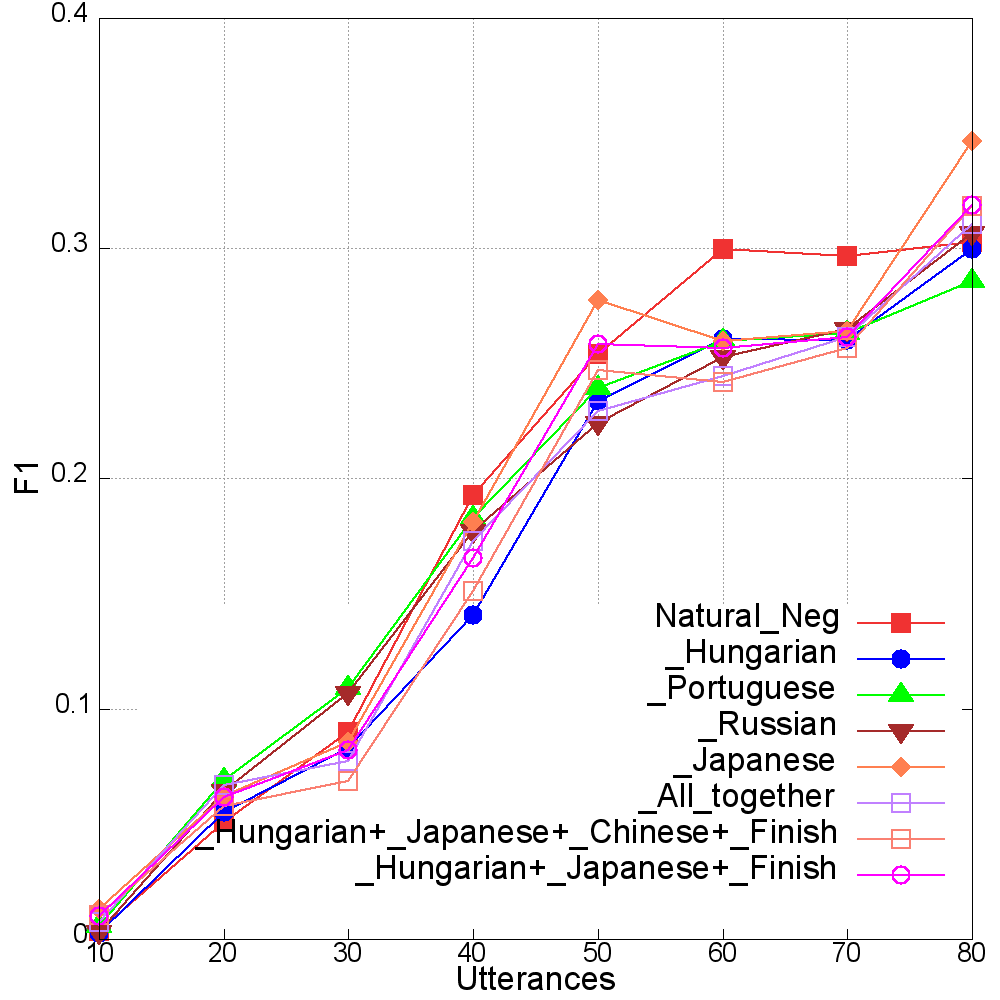 0.4
0.3
0.2
0.1
0
F1
Natural_Neg
_Hungarian
_Portuguese
_Russian
_Japanese
_All_together
_Hungarian+_Japanese+_Chinese+_Finish
_Hungarian+_Japanese+_Finish
10 20 30 40 50 60 70 80
Utterances